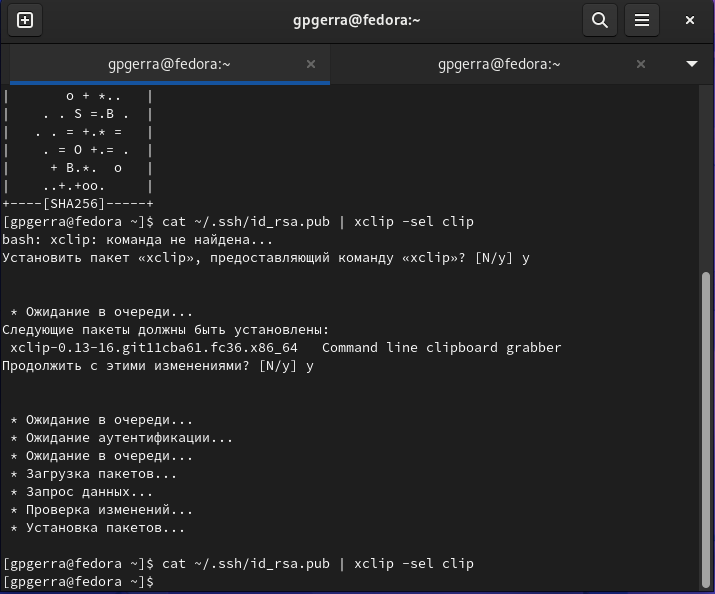 gpgerra@fedora:~
gpgerra@fedora:~ gpgerra@fedora:~
|       o + *..   |
|    . . S =.B .  |
|   . . = +.* =   |
|    . = O +.= .  |
|     + B.*.  o   |
|    ..+.+oo.     |
+----[SHA256]-----+
[gpgerra@fedora ~]$ cat ~/.ssh/id_rsa.pub | xclip -sel clip
bash: xclip: команда не найдена...
Установить пакет «xclip», предоставляющий команду «xclip»? [N/y] y
 * Ожидание в очереди...
Следующие пакеты должны быть установлены:
 xclip-0.13-16.git11cba61.fc36.x86_64   Command line clipboard grabber
Продолжить с этими изменениями? [N/y] y
 * Ожидание в очереди...
 * Ожидание аутентификации...
 * Ожидание в очереди...
 * Загрузка пакетов...
 * Запрос данных...
 * Проверка изменений...
 * Установка пакетов...
[gpgerra@fedora ~]$ cat ~/.ssh/id_rsa.pub | xclip -sel clip
[gpgerra@fedora ~]$